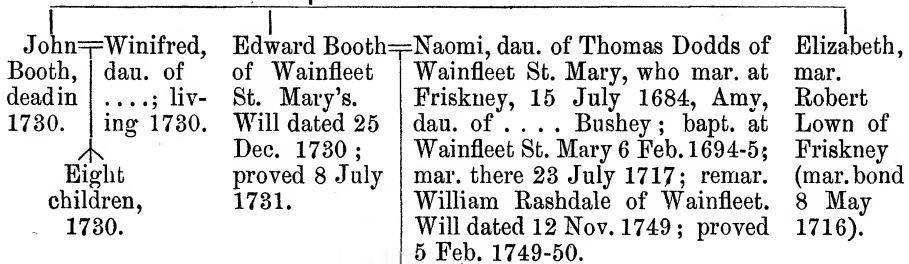 John=Winifred,
Booth, dau. of
dead in ....; liv-
1730. ing 1730.
Eight
children,
1730.
Edward Booth=
of Wainfleet
St. Mary's.
Will dated 25
Dec. 1730;
proved 8 July
1731.
Naomi, dau. of Thomas Dodds of
Wainfleet St. Mary, who mar. at
Friskney, 15 July 1684, Amy,
dau. of .... Bushey; bapt. at
Wainfleet St. Mary 6 Feb. 1694-5;
mar. there 23 July 1717; remar.
William Rashdale of Wainfleet.
Will dated 12 Nov. 1749; proved
5 Feb. 1749-50.
Elizabeth,
mar.
Robert
Lown of
Friskney
(mar. bond
8 May
1716).